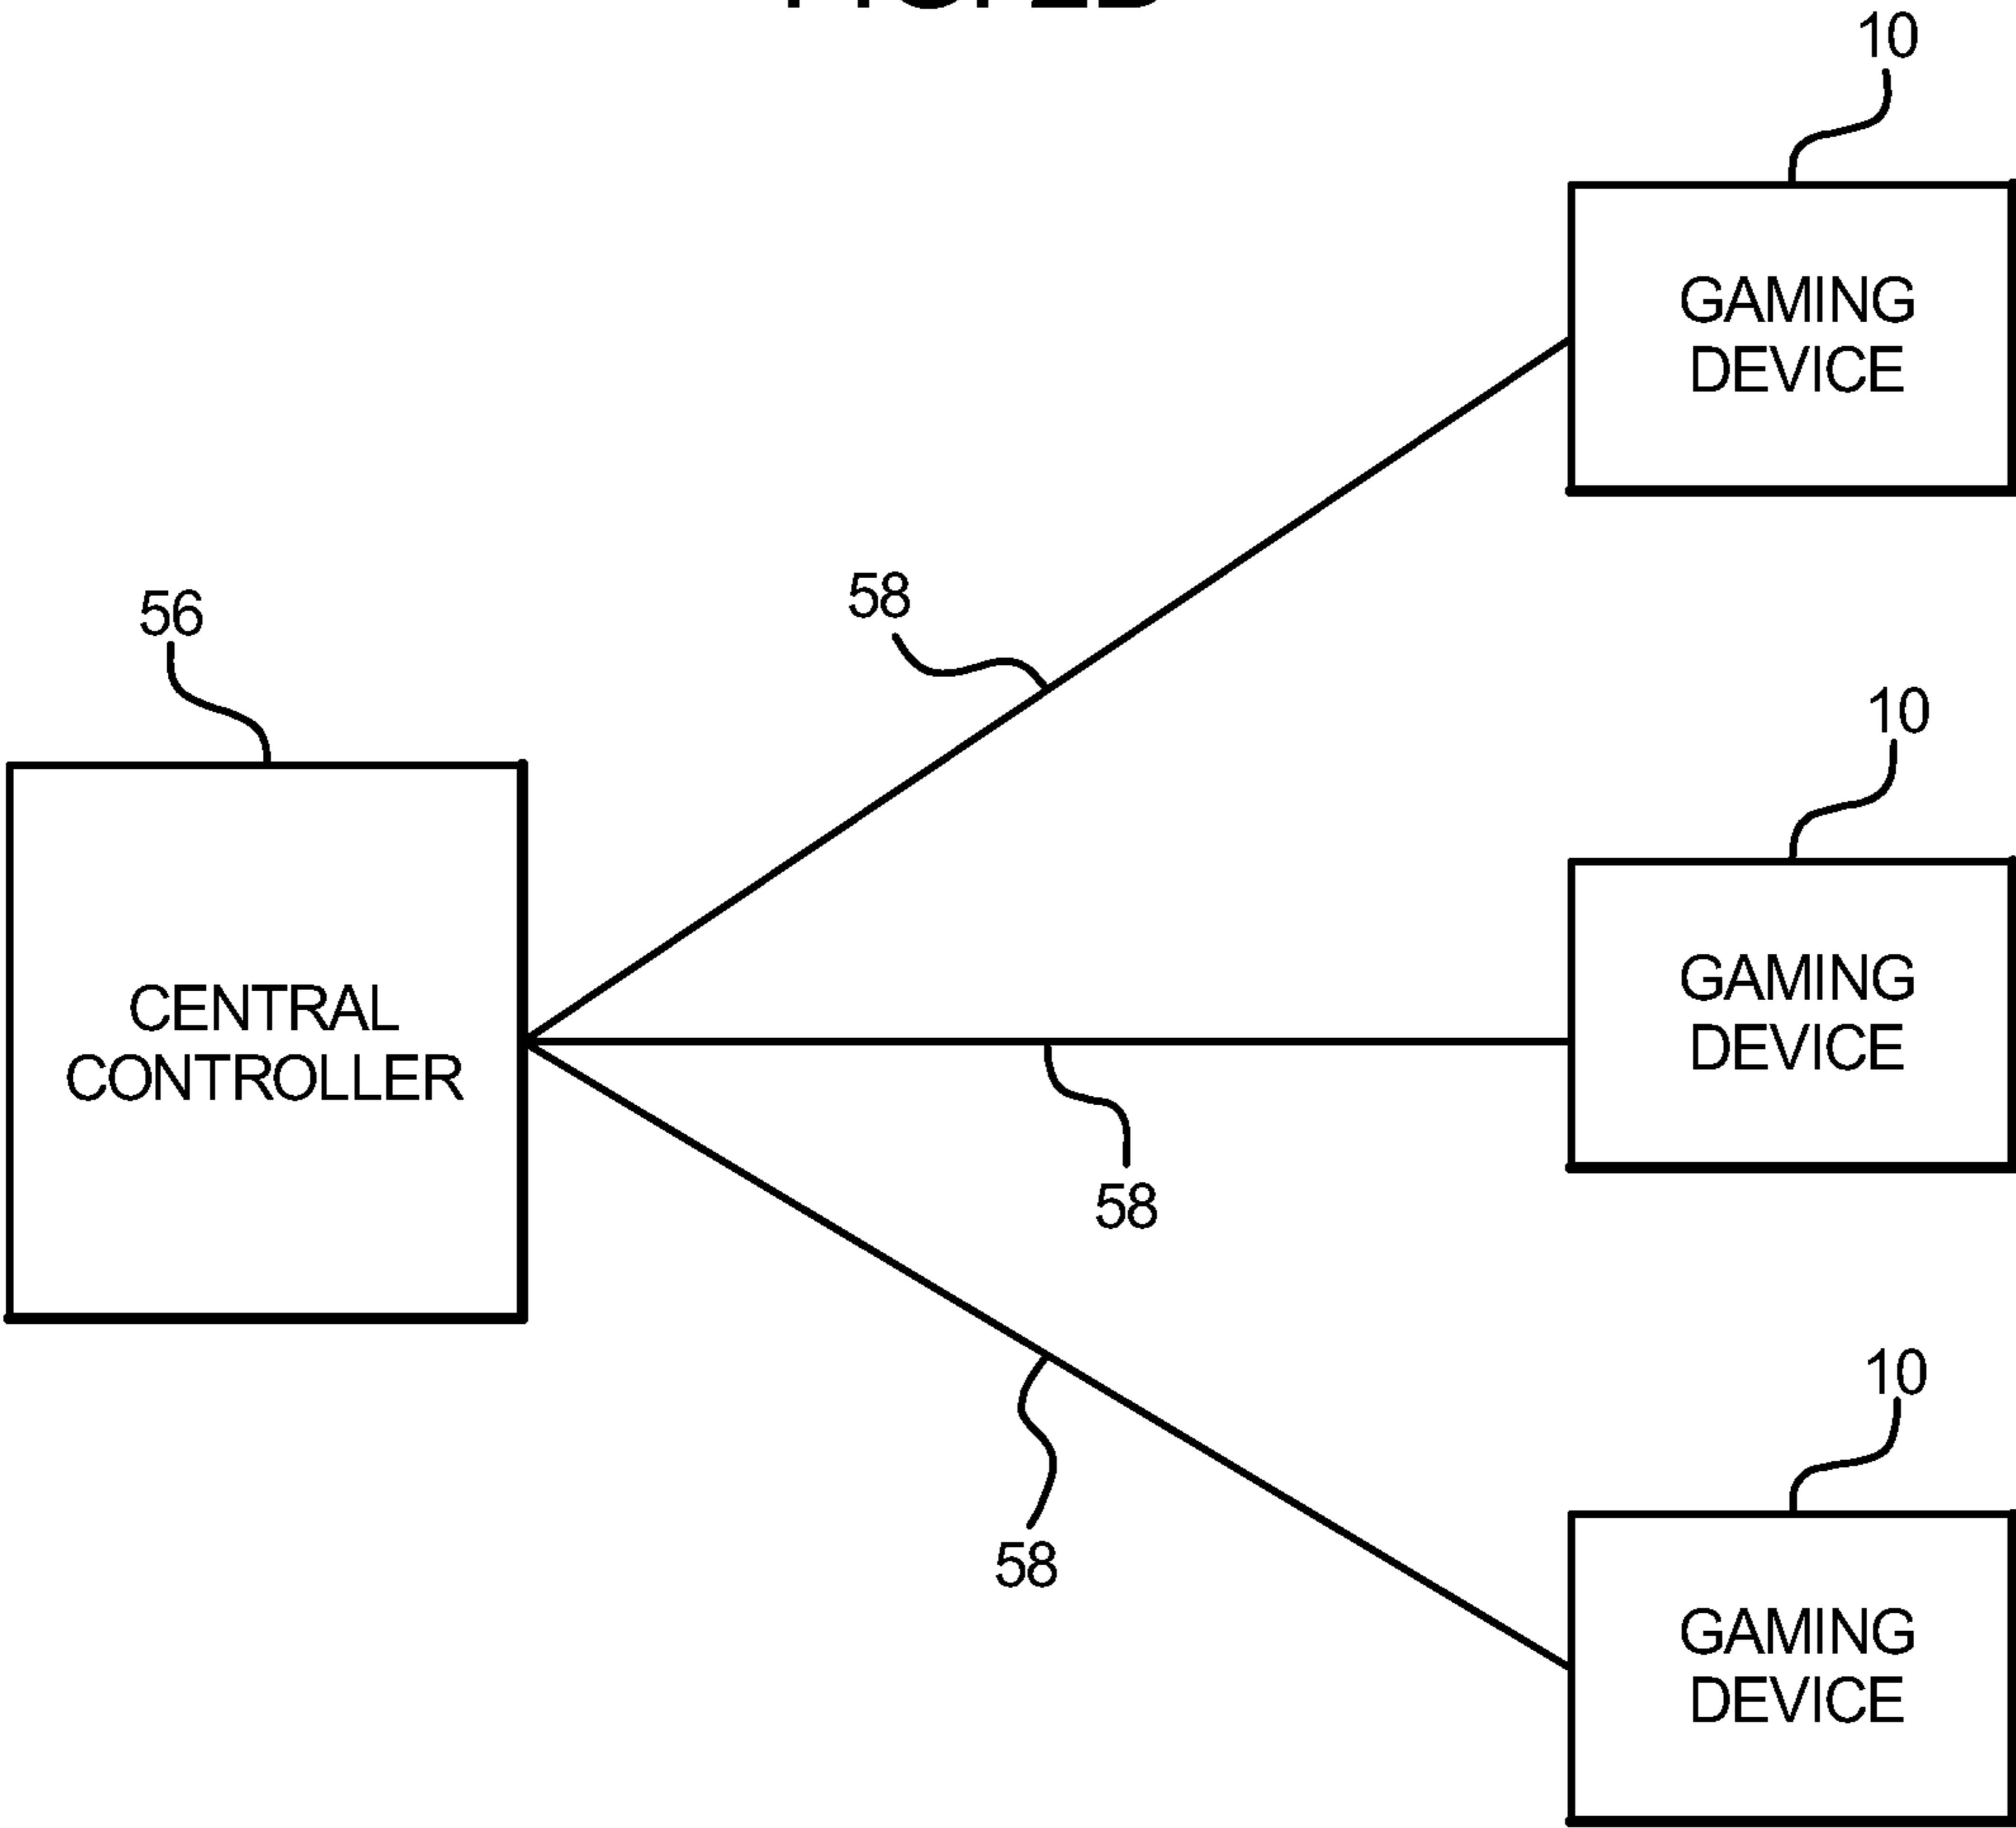 10
GAMING
DEVICE
58
56
10
CENTRAL
CONTROLLER
GAMING
DEVICE
58
10
58
GAMING
DEVICE